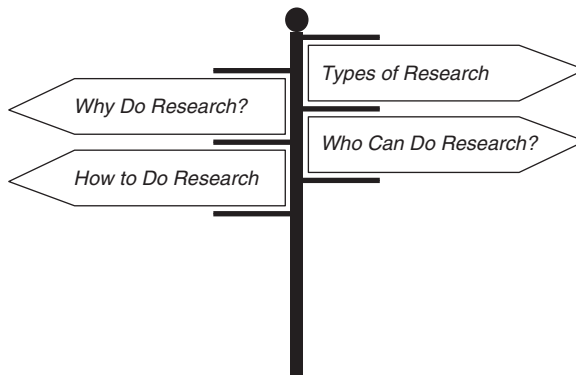 Types of Research
Why Do Research?
Who Can Do Research?
How to Do Research